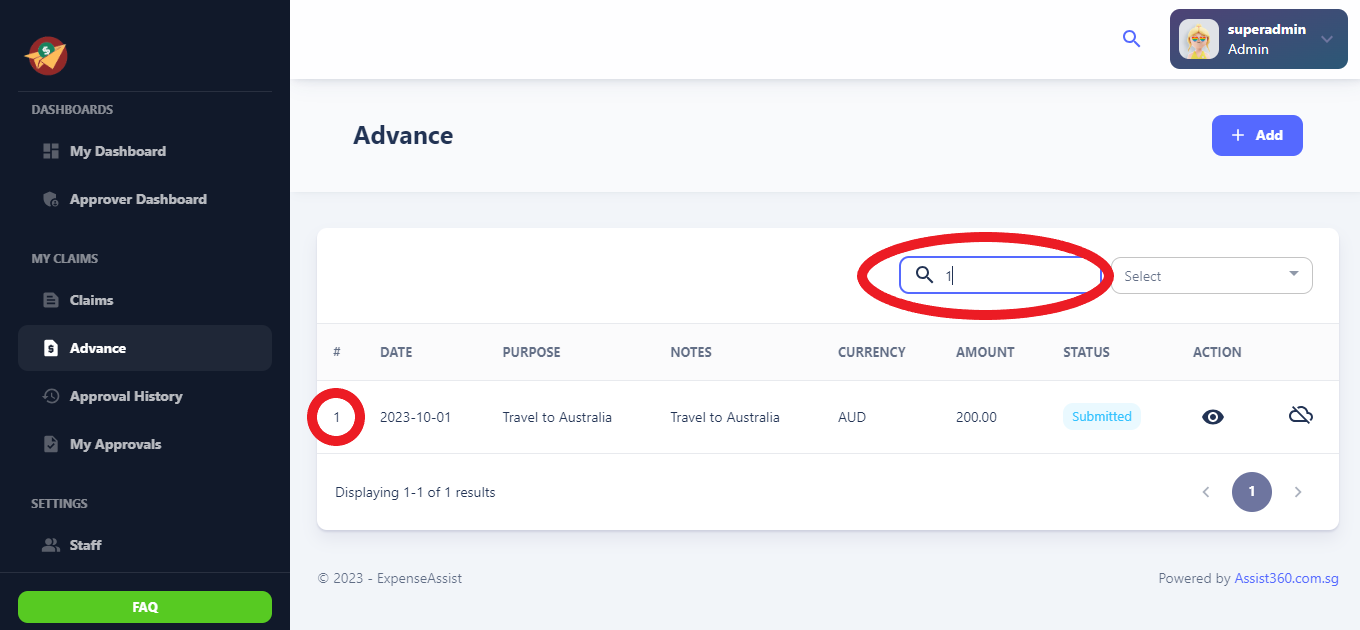 superadmin
Admin
DASHBOARDS
My Dashboard
Approver Dashboard
MY CLAIMS
Claims
Advance
Approval History
My Approvals
SETTINGS
Staff
FAQ
Advance
+ Add
1
Select
# DATE PURPOSE NOTES CURRENCY AMOUNT STATUS ACTION
1 2023-10-01 Travel to Australia Travel to Australia AUD 200.00 Submitted
Displaying 1-1 of 1 results
1
© 2023 - ExpenseAssist
Powered by Assist360.com.sg